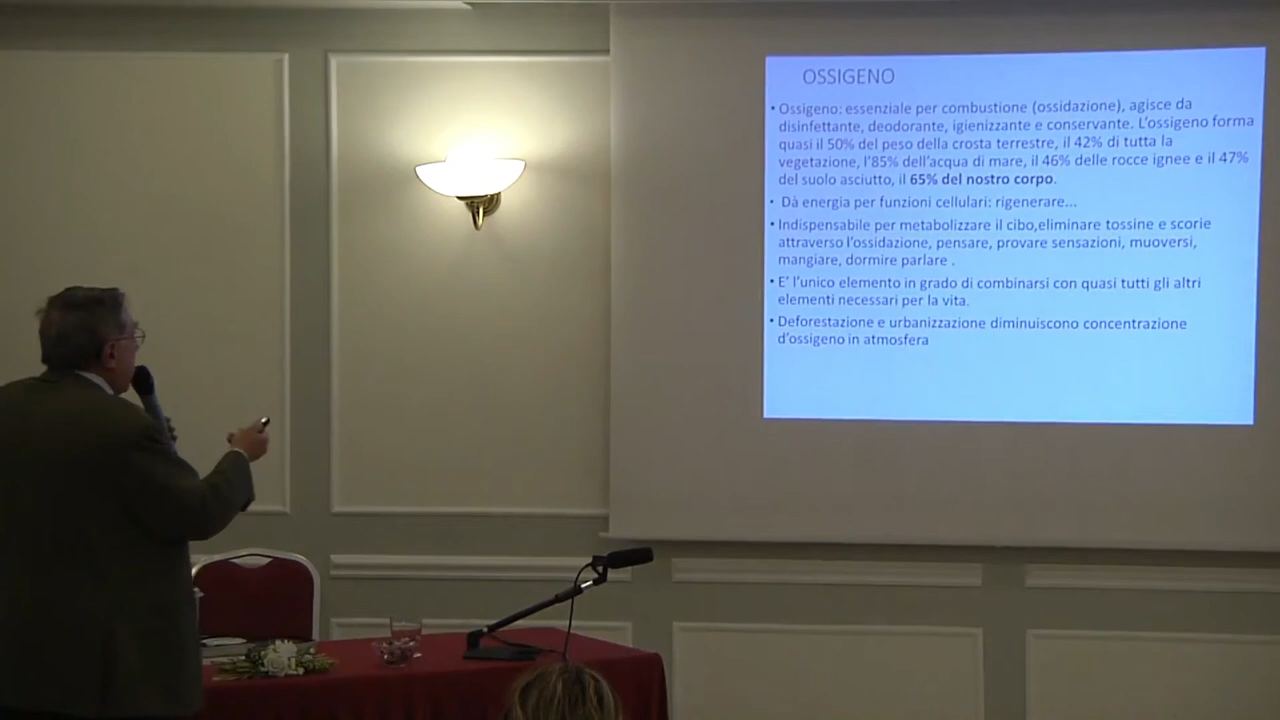 OSSIGENO
• Ossigeno: essenziale per combustione (ossidazione), agisce da
disinfettante, deodorante, igienizzante e conservante. L'ossigeno forma
quasi il 50% del peso della crosta terrestre, il 42% di tutta la
vegetazione, l'85% dell'acqua di mare, il 46% delle rocce ignee e il 47%
del suolo asciutto, il 65% del nostro corpo.
• Dà energia per funzioni cellulari: rigenerare...
• Indispensabile per metabolizzare il cibo,eliminare tossine e scorie
attraverso l'ossidazione, pensare, provare sensazioni, muoversi,
mangiare, dormire parlare .
• E' l'unico elemento in grado di combinarsi con quasi tutti gli altri
elementi necessari per la vita.
• Deforestazione e urbanizzazione diminuiscono concentrazione
d'ossigeno in atmosfera